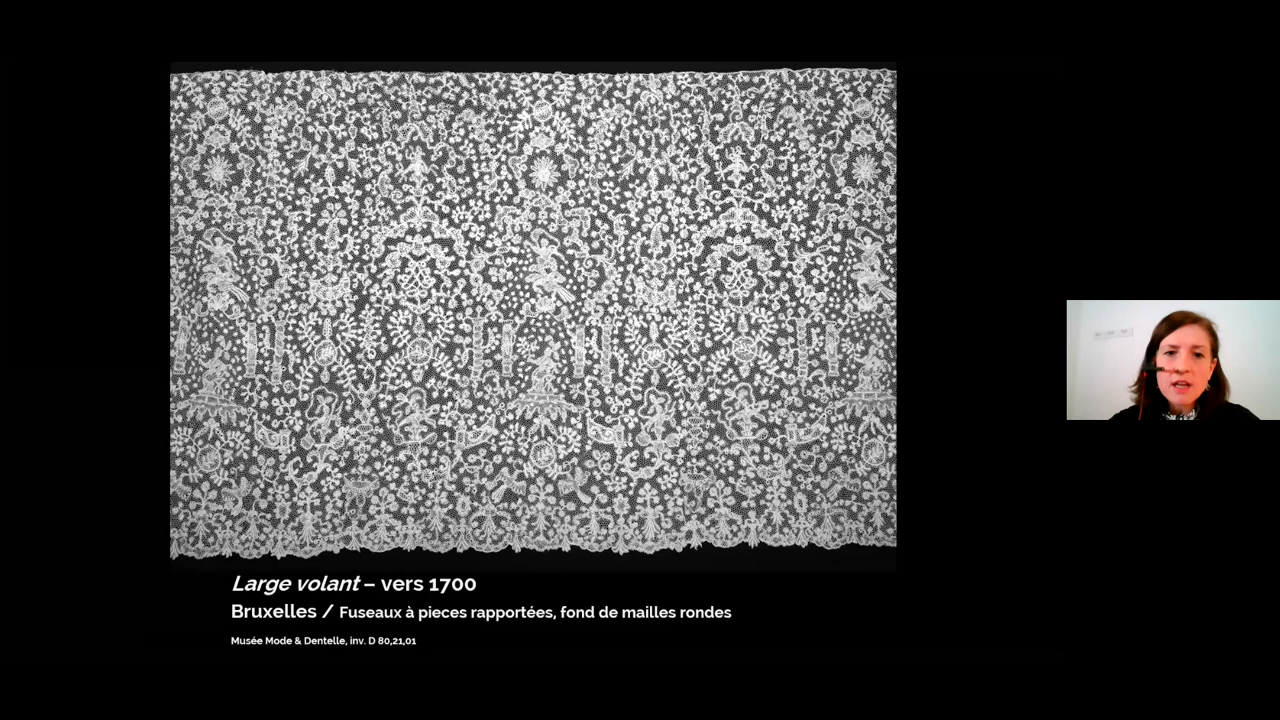 Large volant – vers 1700
Bruxelles / Fuseaux à pieces rapportées, fond de mailles rondes
Musée Mode & Dentelle, inv. D 80,21,01